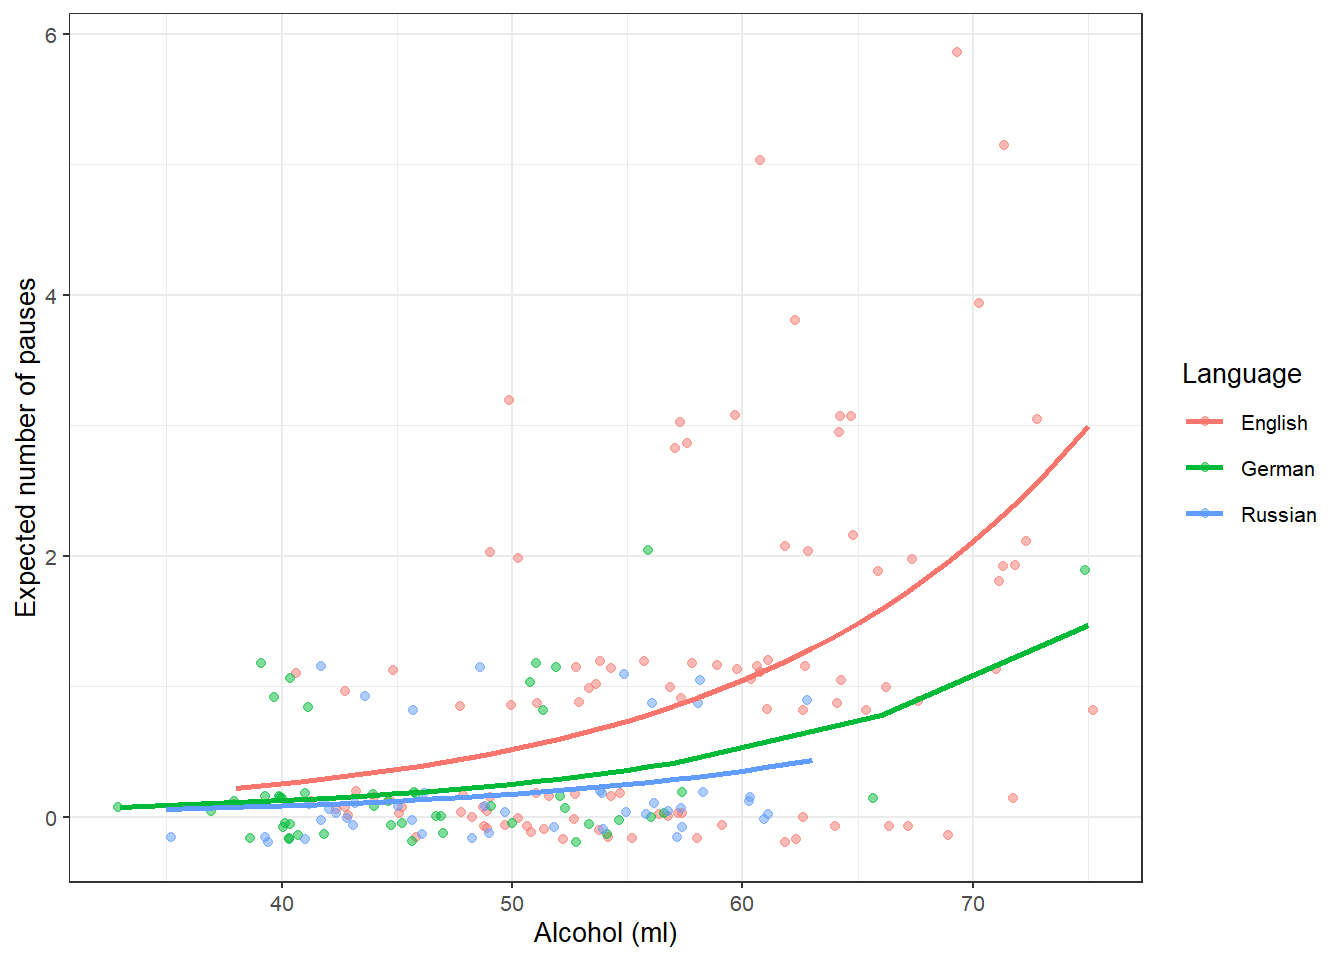 6
4
2
0
Expected number of pauses
40
50
60
70
Alcohol (ml)
Language
English
German
Russian